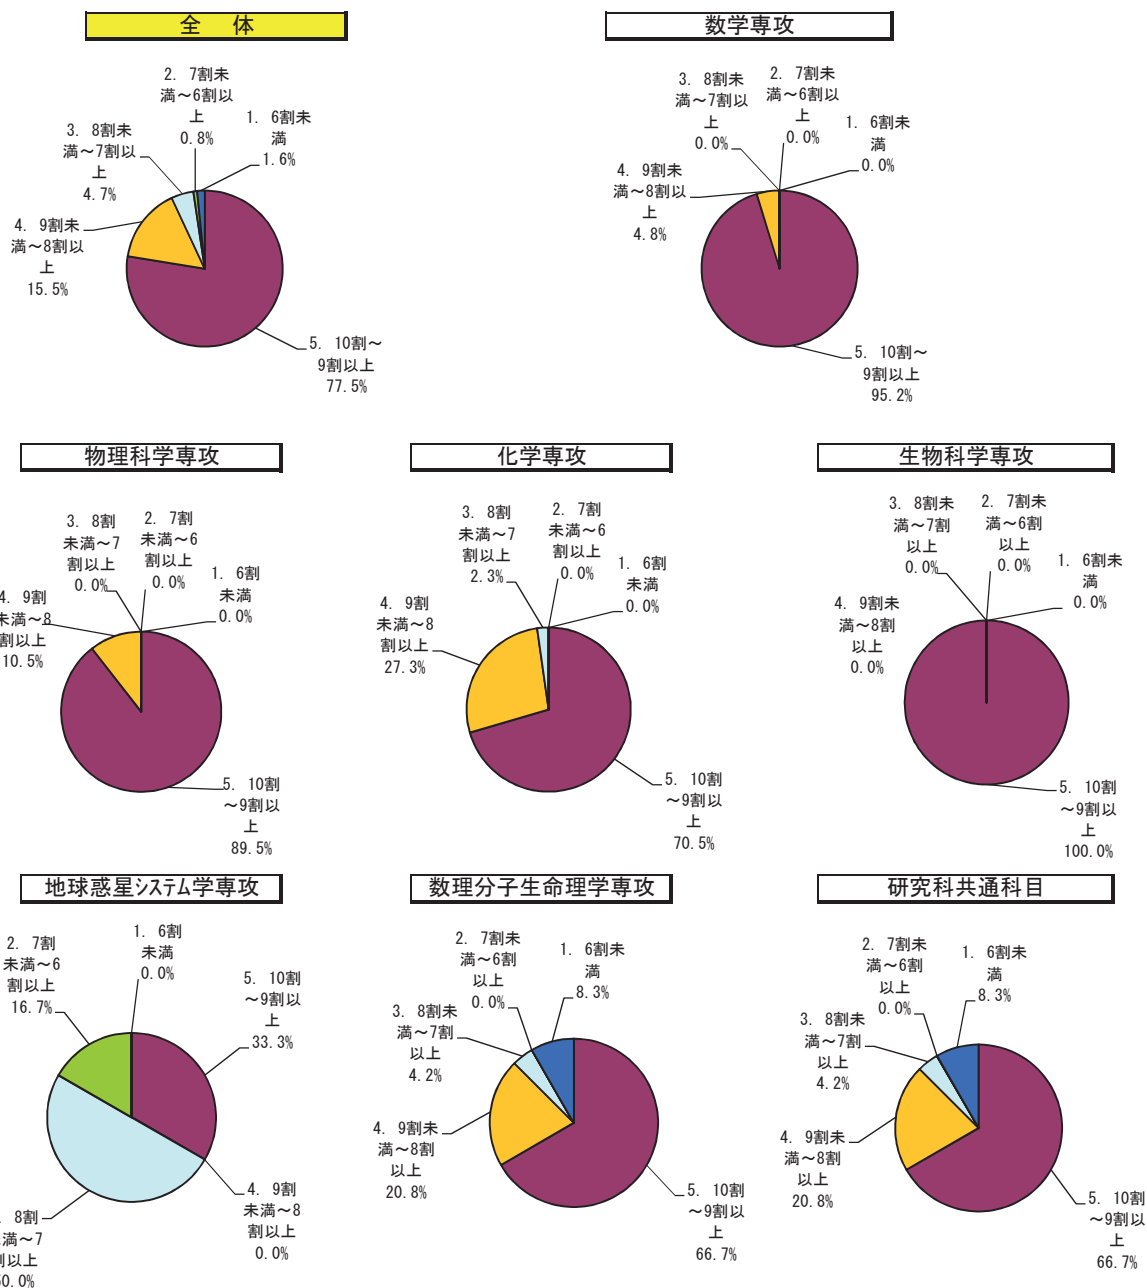 全 体
2. 7割未
満～6割以
上
0.8%
1. 6割未
満
1.6%
3. 8割未
満～7割以
上
4.7%
4. 9割未
満～8割以
上
15.5%
5. 10割～
9割以上
77.5%
数学専攻
3. 8割未
満～7割以
上
0.0%
2. 7割未
満～6割以
上
0.0%
1. 6割未
満
0.0%
4. 9割未
満～8割以
上
4.8%
5. 10割～
9割以上
95.2%
物理科学専攻
3. 8割
未満～7
割以上
0.0%
2. 7割
未満～6
割以上
0.0%
1. 6割
未満
0.0%
4. 9割
未満～8
割以上
10.5%
5. 10割
～9割以
上
89.5%
化学専攻
3. 8割
未満～7
割以上
2.3%
2. 7割
未満～6
割以上
0.0%
1. 6割
未満
0.0%
4. 9割
未満～8
割以上
27.3%
5. 10割
～9割以
上
70.5%
生物科学専攻
3. 8割未
満～7割
以上
0.0%
2. 7割未
満～6割
以上
0.0%
1. 6割未
満
0.0%
4. 9割未
満～8割
以上
0.0%
5. 10割
～9割以
上
100.0%
地球惑星システム学専攻
2. 7割
未満～6
割以上
16.7%
1. 6割
未満
0.0%
5. 10割
～9割以
上
33.3%
4. 9割
未満～8
割以上
0.0%
. 8割
未満～7
割以上
50.0%
数理分子生命理学専攻
2. 7割未
満～6割
以上
0.0%
1. 6割未
満
8.3%
3. 8割未
満～7割
以上
4.2%
4. 9割未
満～8割
以上
20.8%
5. 10割
～9割以
上
66.7%
研究科共通科目
2. 7割未
満～6割
以上
0.0%
1. 6割未
満
8.3%
3. 8割未
満～7割
以上
4.2%
4. 9割未
満～8割
以上
20.8%
5. 10割
～9割以
上
66.7%